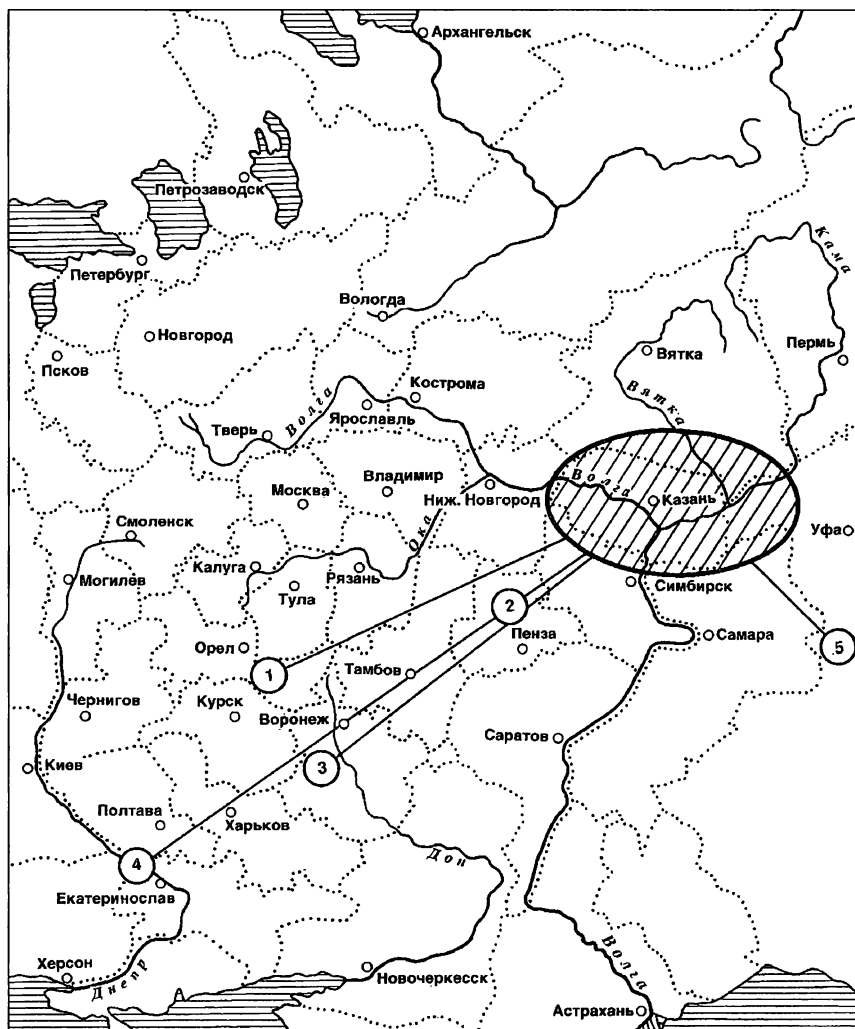 Архангельск
Петрозаводск
Петербург
Вологда
Кама
Новгород
Псков
Вятка
Пермь
Кострома
Вятка
Волга
Ярославль
Тверь
Владимир
Волга
Москва
Ниж. Новгород
Казань
Смоленск
Ока
Уфа
Калуга
Рязань
Могилёв
Тула
Симбирск
2
Пенза
Самара
5
Орел
1
Тамбов
Чернигов
Курск
Воронеж
Саратов
Киев
3
Полтава
Харьков
4
Дон
Екатеринослав
Волга
Херсон
Днепр
Новочеркесск
Астрахань